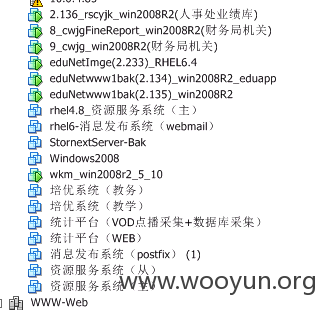 2.136_rscyjk_win2008R2(人事处业绩库)
8_cwjgFineReport_win2008R2(财务局机关)
9_cwjg_win2008R2(财务局机关)
eduNetImge(2.233)_RHEL6.4
eduNetwww1bak(2.134)_win2008R2_eduapp
eduNetwww1bak(2.135)_win2008R2
rhel4.8_资源服务系统（主）
rhel6-消息发布系统（webmail）
StornextServer-Bak
Windows2008
wkm_win2008r2_5_10
培优系统（教务）
培优系统（教学）
统计平台（VOD点播采集+数据库采集）
统计平台（WEB）
消息发布系统（postfix） (1)
资源服务系统（从）
资源服务系统（主）
www.wooyun.org
WWW-Web